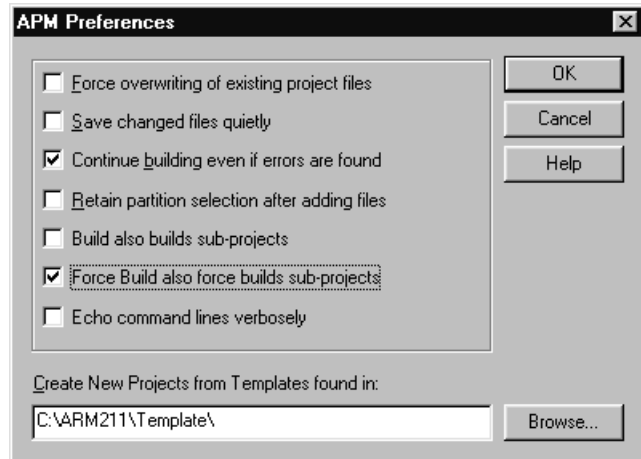 APM Preferences
Force overwriting of existing project files
OK
Save changed files quietly
Cancel
Continue building even if errors are found
Help
Retain partition selection after adding files
Build also builds sub-projects
Force Build also force builds sub-projects
Echo command lines verbosely
Create New Projects from Templates found in:
C:\ARM211\Template\
Browse...